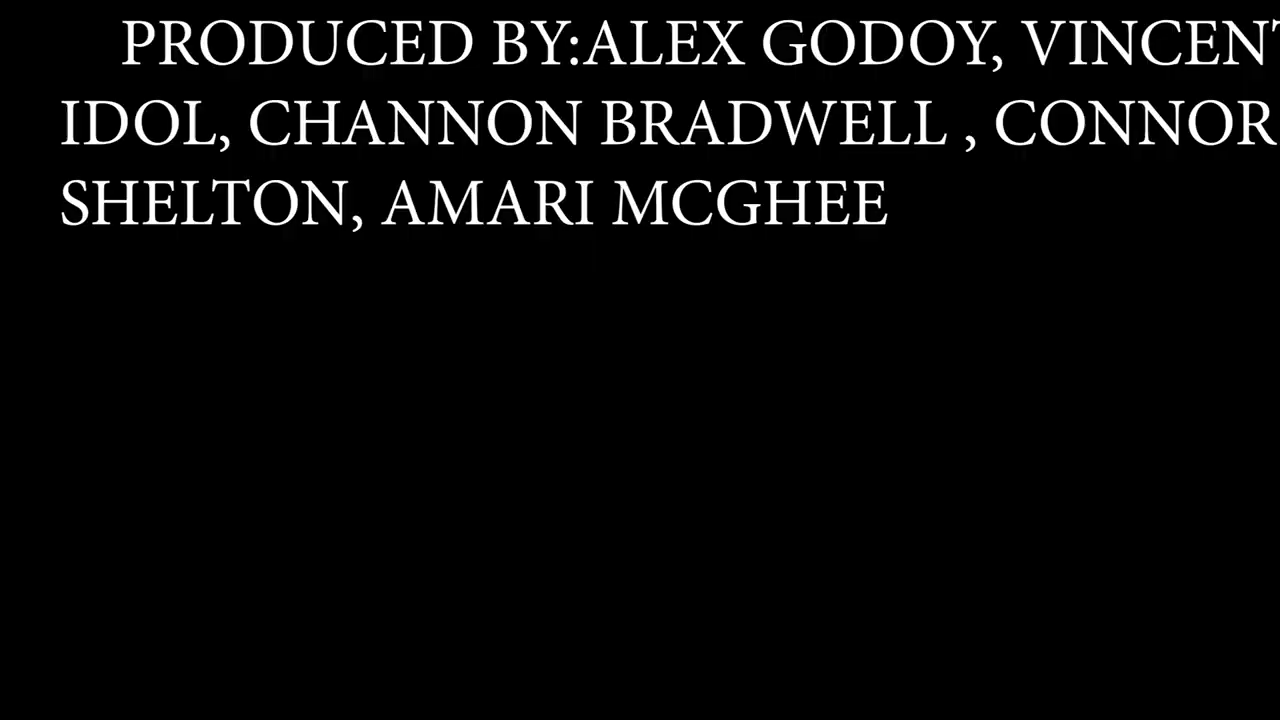 PRODUCED BY:ALEX GODOY, VINCENT
IDOL, CHANNON BRADWELL , CONNOR
SHELTON, AMARI MCGHEE